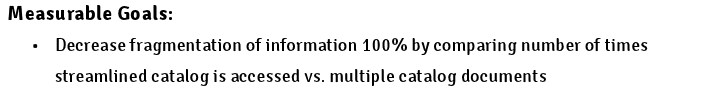 Measurable Goals:
• Decrease fragmentation of information 100% by comparing number of times
streamlined catalog is accessed vs. multiple catalog documents